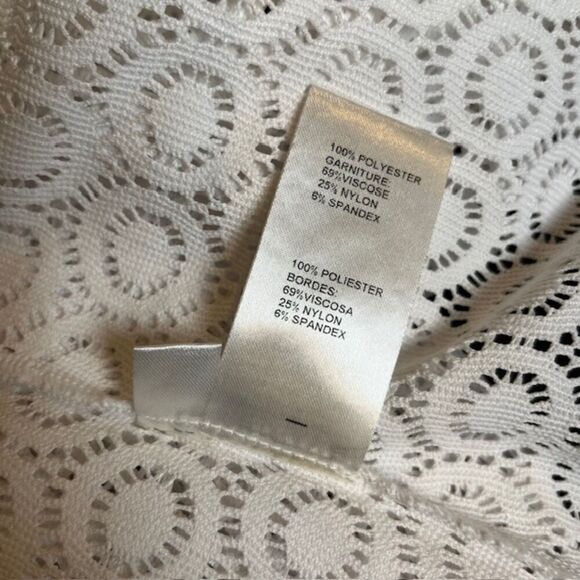 100% POLYESTER
GARNITURE:
69%VISCOSE
25% NYLON
6% SPANDEX
100% POLIESTER
BORDES:
69%VISCOSA
25% NYLON
6% SPANDEX